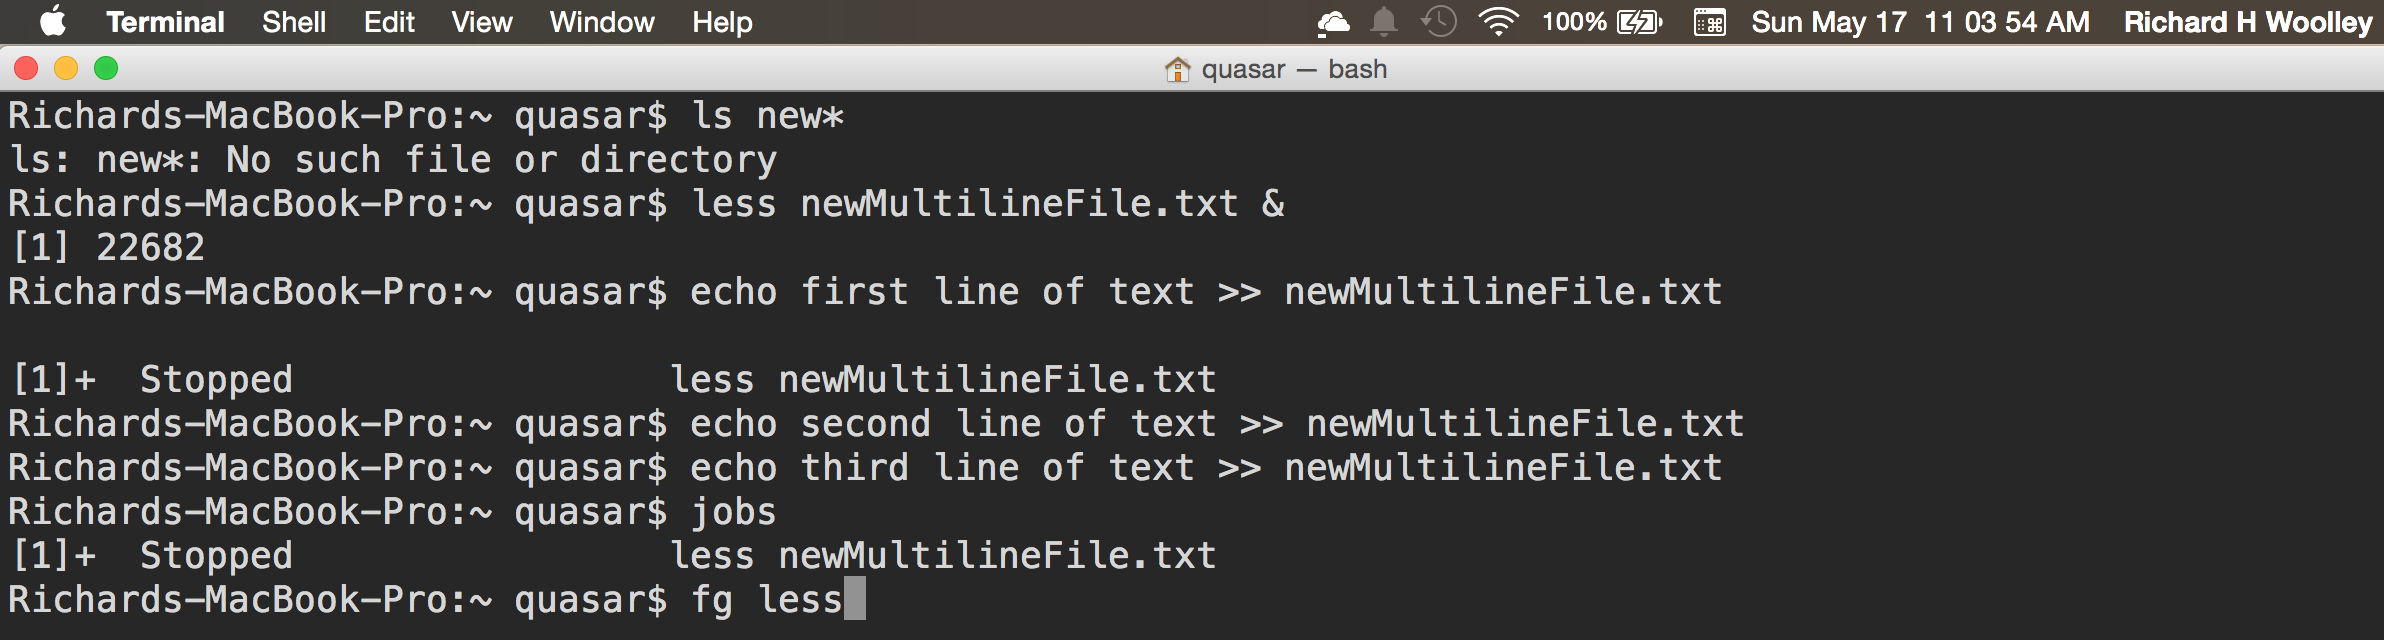 Terminal Shell Edit View Window Help 100% Sun May 17 11 03 54 AM Richard H Woolley
quasar — bash
Richards-MacBook-Pro:~ quasar$ ls new*
ls: new*: No such file or directory
Richards-MacBook-Pro:~ quasar$ less newMultilineFile.txt &
[1] 22682
Richards-MacBook-Pro:~ quasar$ echo first line of text >> newMultilineFile.txt
[1]+  Stopped                 less newMultilineFile.txt
Richards-MacBook-Pro:~ quasar$ echo second line of text >> newMultilineFile.txt
Richards-MacBook-Pro:~ quasar$ echo third line of text >> newMultilineFile.txt
Richards-MacBook-Pro:~ quasar$ jobs
[1]+  Stopped                 less newMultilineFile.txt
Richards-MacBook-Pro:~ quasar$ fg less